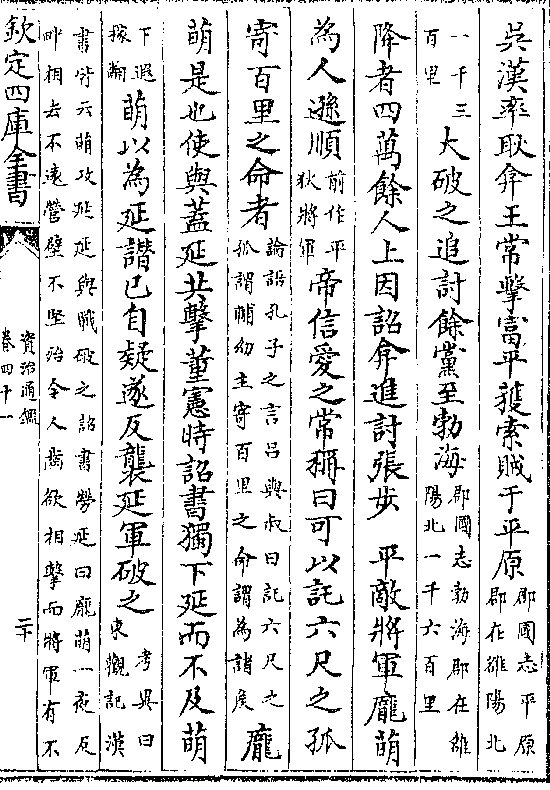 吳漢率耿弇王常擊富平獲索賊于平原郡國志平原郡在雒陽北
一千三百里大破之追討餘黨至勃海郡國志勃海郡在雒陽北一千六百里
降者四萬餘人上因詔弇進討張步　平敵將軍龐萌
為人遜順前作平狄將軍帝信愛之常稱曰可以託六尺之孤
寄百里之命者論語孔子之言呂與叔曰託六尺之孤謂輔幼主寄百里之命謂為諸侯龐
萌是也使與蓋延共擊董憲時詔書獨下延而不及萌
下遐稼翻萌以為延譖已自疑遂反襲延軍破之考異曰東觀記漢
書皆云萌攻延延與戰破之詔書勞延曰龐萌一夜反畔相去不遠營壁不堅殆令人齒欲相擊而將軍有不
欽定四庫全書
資治通鑑
卷四十一
二十